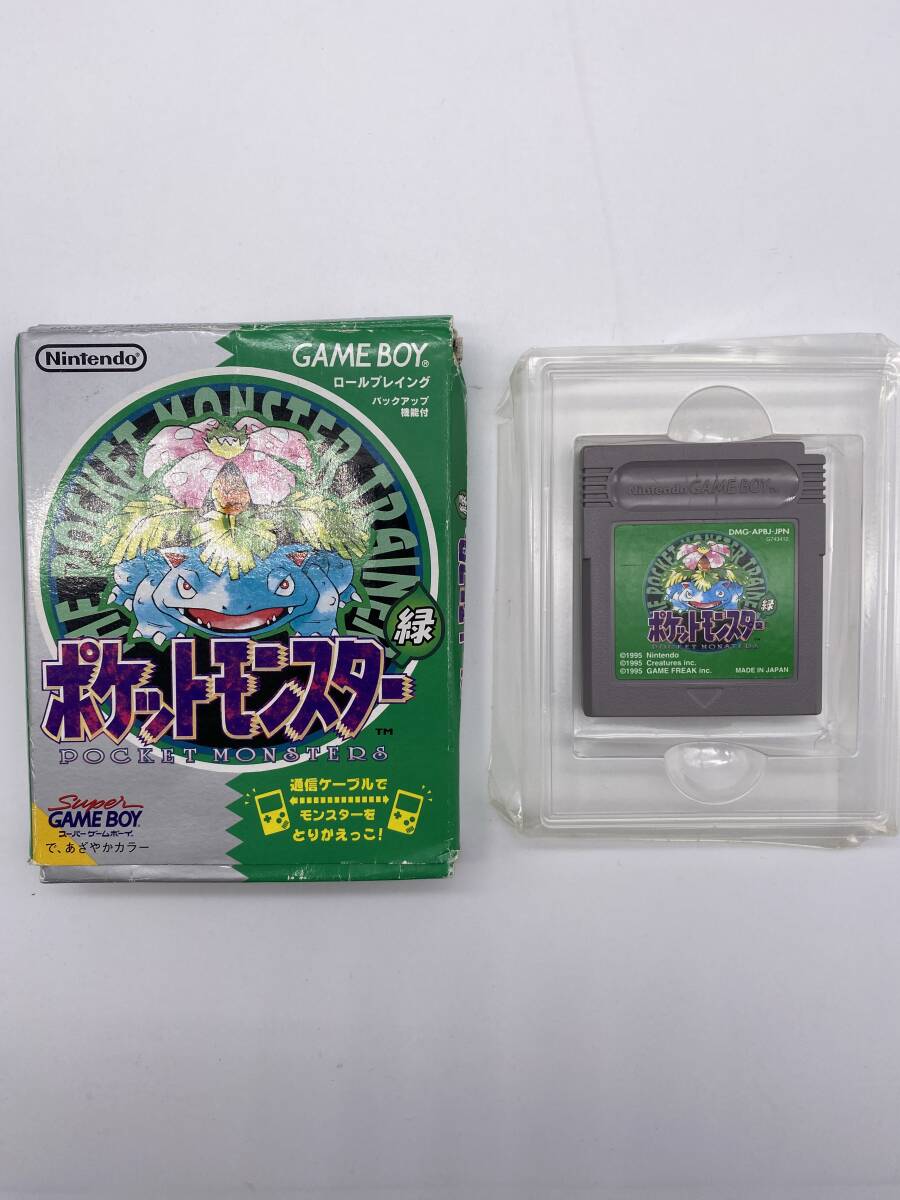 Nintendo
GAME BOY®
ロールプレイング
バックアップ
機能付
THE POCKET MONSTER TRAINER
緑
ポケットモンスター
TM
POCKET MONSTERS
通信ケーブルで
モンスターを
とりかえっこ!
Super
GAME BOY
スーパーゲームボーイ
で、あざやかカラー
Nintendo GAME BOY
DMG-APBJ-JPN
THE POCKET MONSTER TRAINER
緑
ポケットモンスター
POCKET MONSTERS
©1995 Nintendo
©1995 Creatures inc.
©1995 GAME FREAK inc.
MADE IN JAPAN